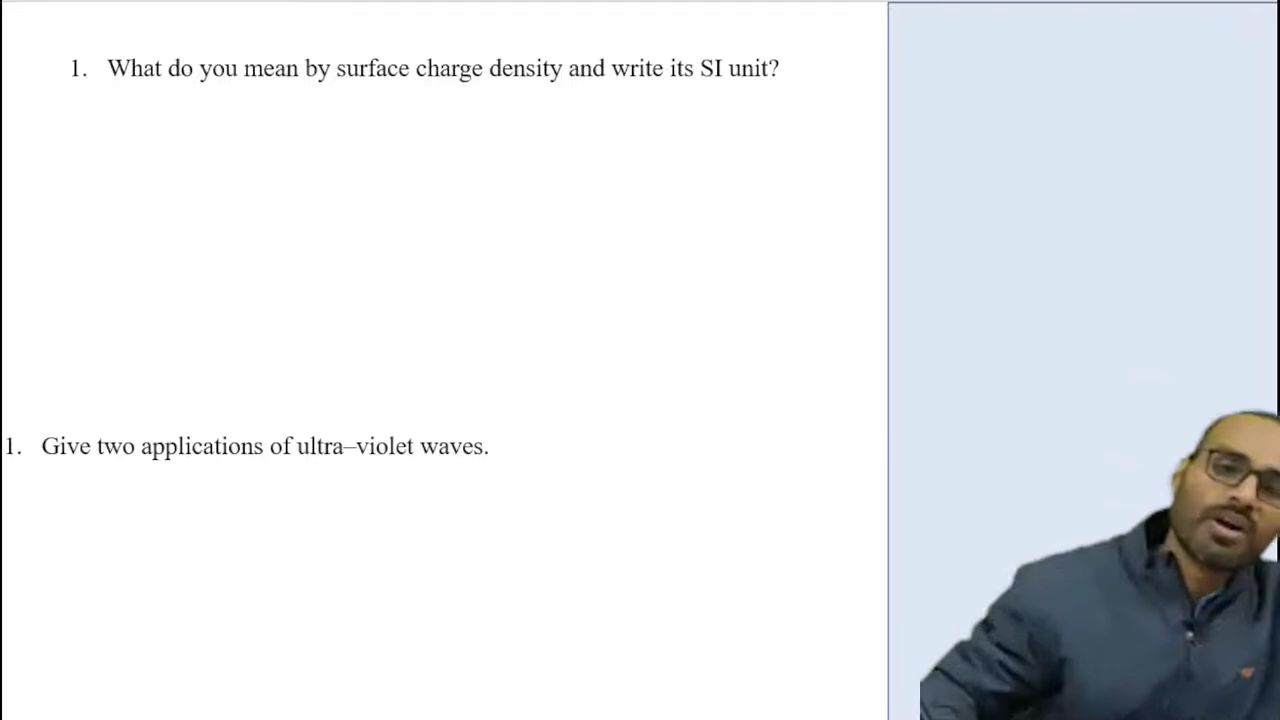 1. What do you mean by surface charge density and write its SI unit?
1. Give two applications of ultra–violet waves.